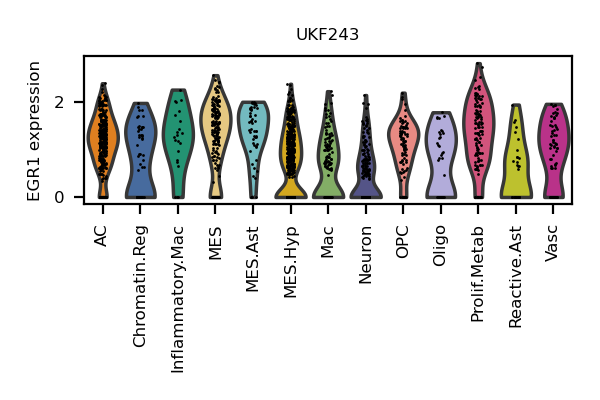 UKF243
EGR1 expression
2
0
AC
Chromatin.Reg
Inflammatory.Mac
MES
MES.Ast
MES.Hyp
Mac
Neuron
OPC
Oligo
Prolif.Metab
Reactive.Ast
Vasc